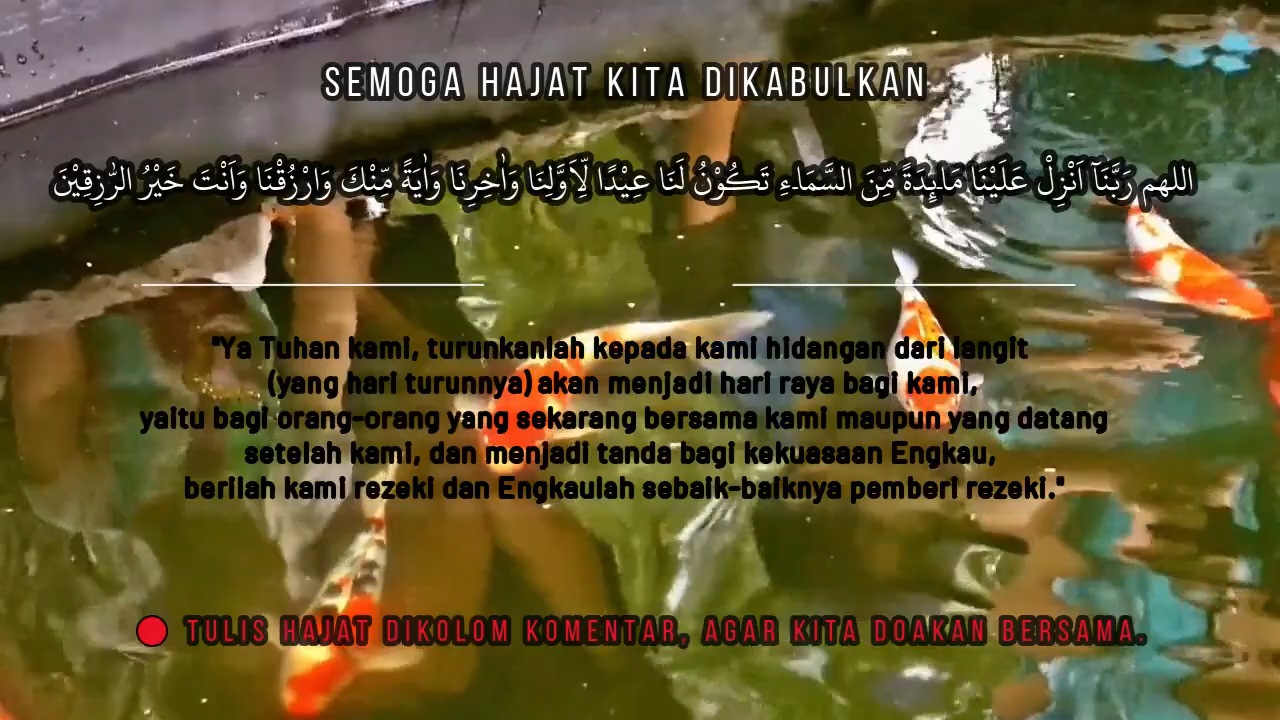 SEMOGA HAJAT KITA DIKABULKAN
اللهم رَبَّنَآ اَنْزِلْ عَلَيْنَا مَاۤىِٕدَةً مِّنَ السَّمَاۤءِ تَكُوْنُ لَنَا عِيْدًا لِّاَوَّلِنَا وَاٰخِرِنَا وَاٰيَةً مِّنْكَ وَارْزُقْنَا وَاَنْتَ خَيْرُ الرّٰزِقِيْنَ
"Ya Tuhan kami, turunkanlah kepada kami hidangan dari langit
(yang hari turunnya) akan menjadi hari raya bagi kami,
yaitu bagi orang-orang yang sekarang bersama kami maupun yang datang
setelah kami, dan menjadi tanda bagi kekuasaan Engkau,
berilah kami rezeki dan Engkaulah sebaik-baiknya pemberi rezeki."
TULIS HAJAT DIKOLOM KOMENTAR, AGAR KITA DOAKAN BERSAMA.